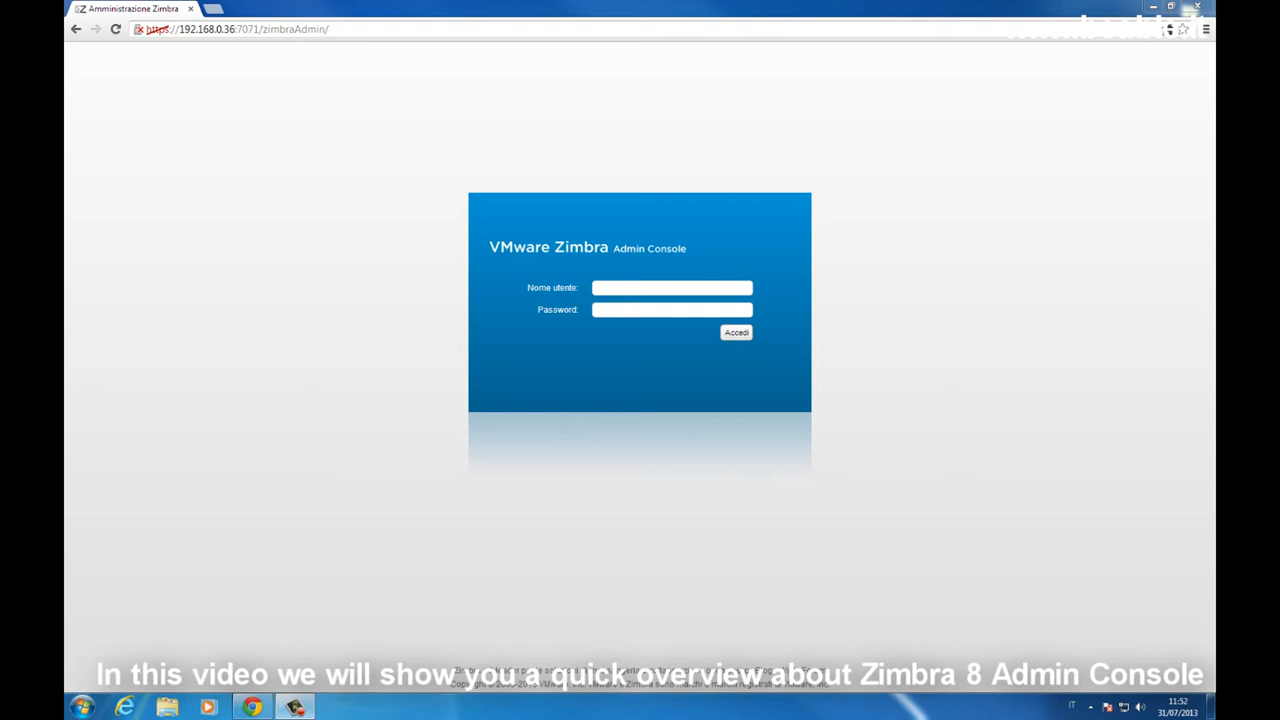 Amministrazione Zimbra
https://192.168.0.36:7071/zimbraAdmin/
VMware Zimbra Admin Console
Nome utente:
Password:
Accedi
In this video we will show you a quick overview about Zimbra 8 Admin Console
IT
11:52
31/07/2013